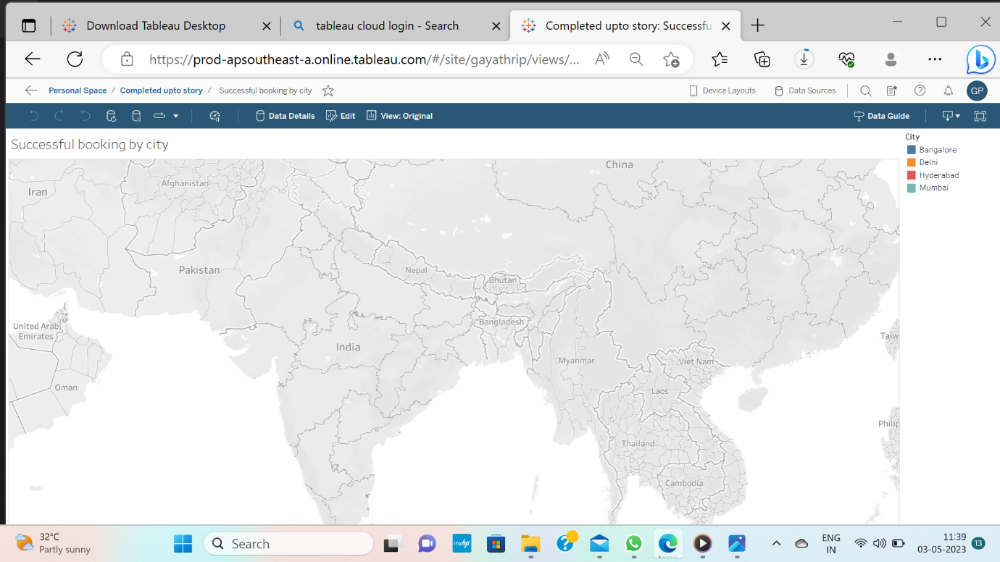 Download Tableau Desktop
tableau cloud login - Search
Completed upto story: Successfu
https://prod-apsoutheast-a.online.tableau.com/#/site/gayathrip/views/...
Personal Space / Completed upto story / Successful booking by city
Device Layouts
Data Sources
GP
Data Details
Edit
View: Original
Data Guide
Successful booking by city
City
Bangalore
Delhi
Hyderabad
Mumbai
China
Afghanistan
Iran
Pakistan
Nepal
Bhutan
Bangladesh
United Arab
Emirates
India
Taiw
Myanmar
Viet Nam
Oman
Laos
Philip
Thailand
Cambodia
32°C
Partly sunny
Search
myhp
ENG
IN
11:39
03-05-2023
13